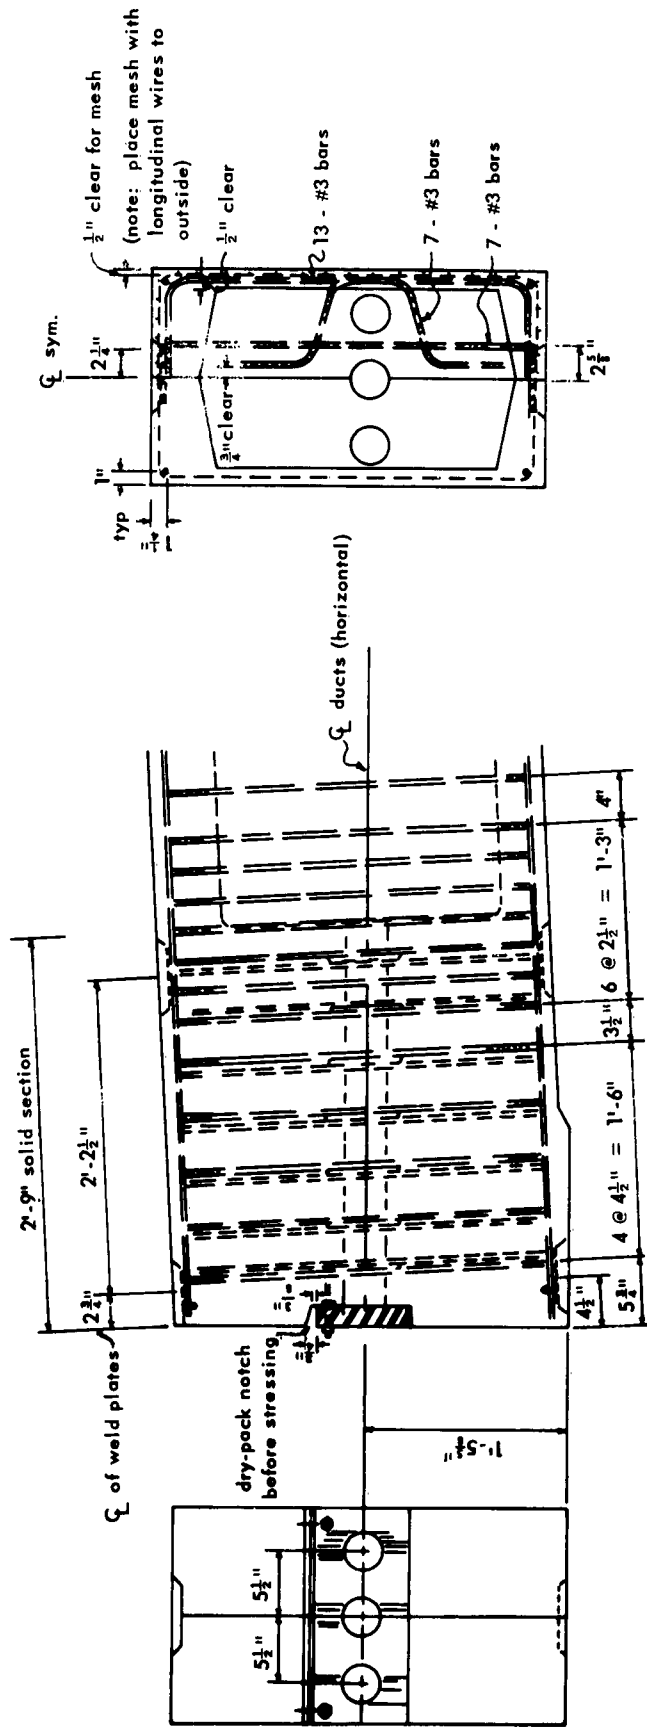 ½" clear for mesh
(note: place mesh with
longitudinal wires to
outside)
½" clear
13 - #3 bars
7 - #3 bars
7 - #3 bars
℄ sym.
2¼"
1"
typ
¾" clear
2⅝"
℄ ducts (horizontal)
2'-9" solid section
2'-2½"
2¾"
℄ of weld plates
dry-pack notch
before stressing
4"
6 @ 2½" = 1'-3"
3½"
4 @ 4½" = 1'-6"
4½"
5¾"
5½"
5½"